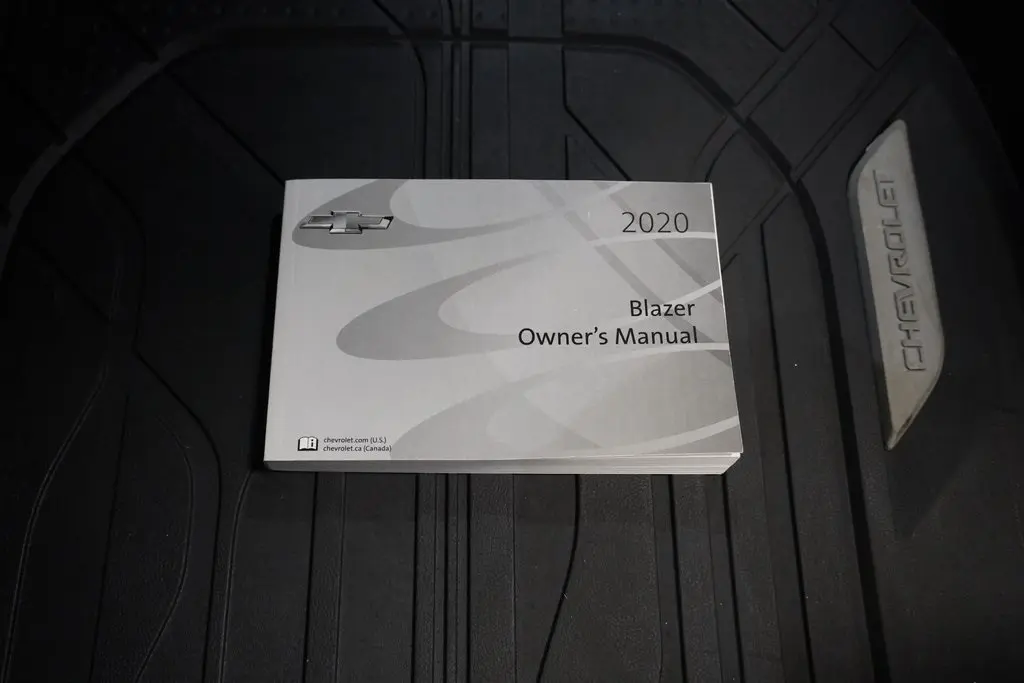 2020
Blazer
Owner's Manual
chevrolet.com (U.S.)
chevrolet.ca (Canada)
CHEVROLET